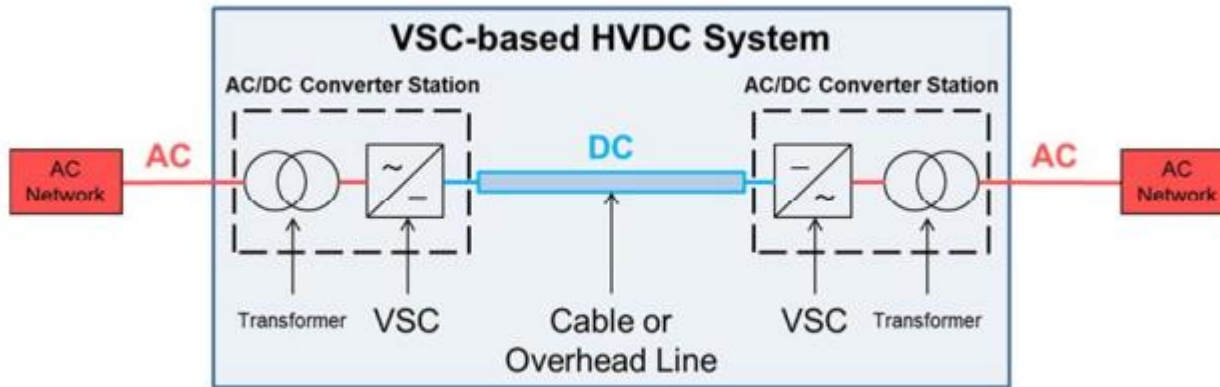 VSC-based HVDC System
AC/DC Converter Station
AC/DC Converter Station
AC
DC
AC
AC
Network
AC
Network
Transformer
VSC
Cable or
Overhead Line
VSC
Transformer